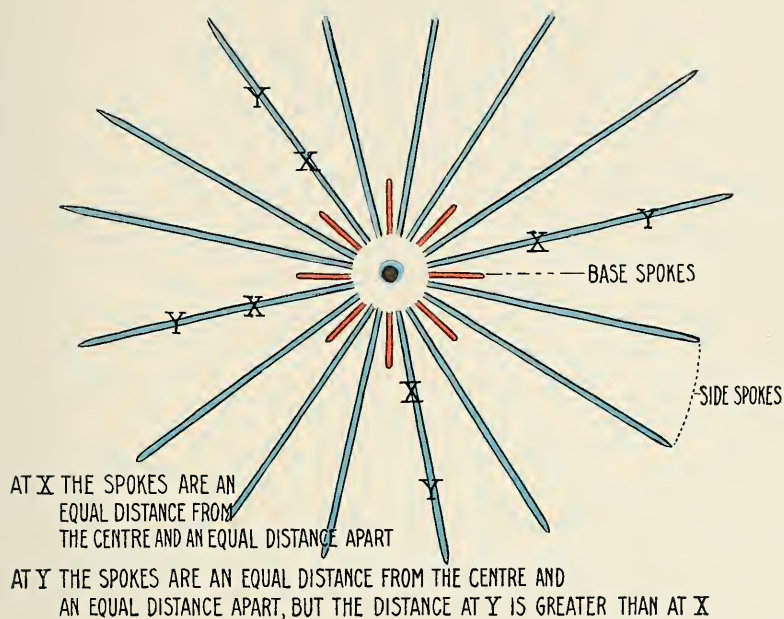 Y
X
X Y
BASE SPOKES
Y X
X
SIDE SPOKES
Y
AT X THE SPOKES ARE AN
EQUAL DISTANCE FROM
THE CENTRE AND AN EQUAL DISTANCE APART
AT Y THE SPOKES ARE AN EQUAL DISTANCE FROM THE CENTRE AND
AN EQUAL DISTANCE APART, BUT THE DISTANCE AT Y IS GREATER THAN AT X